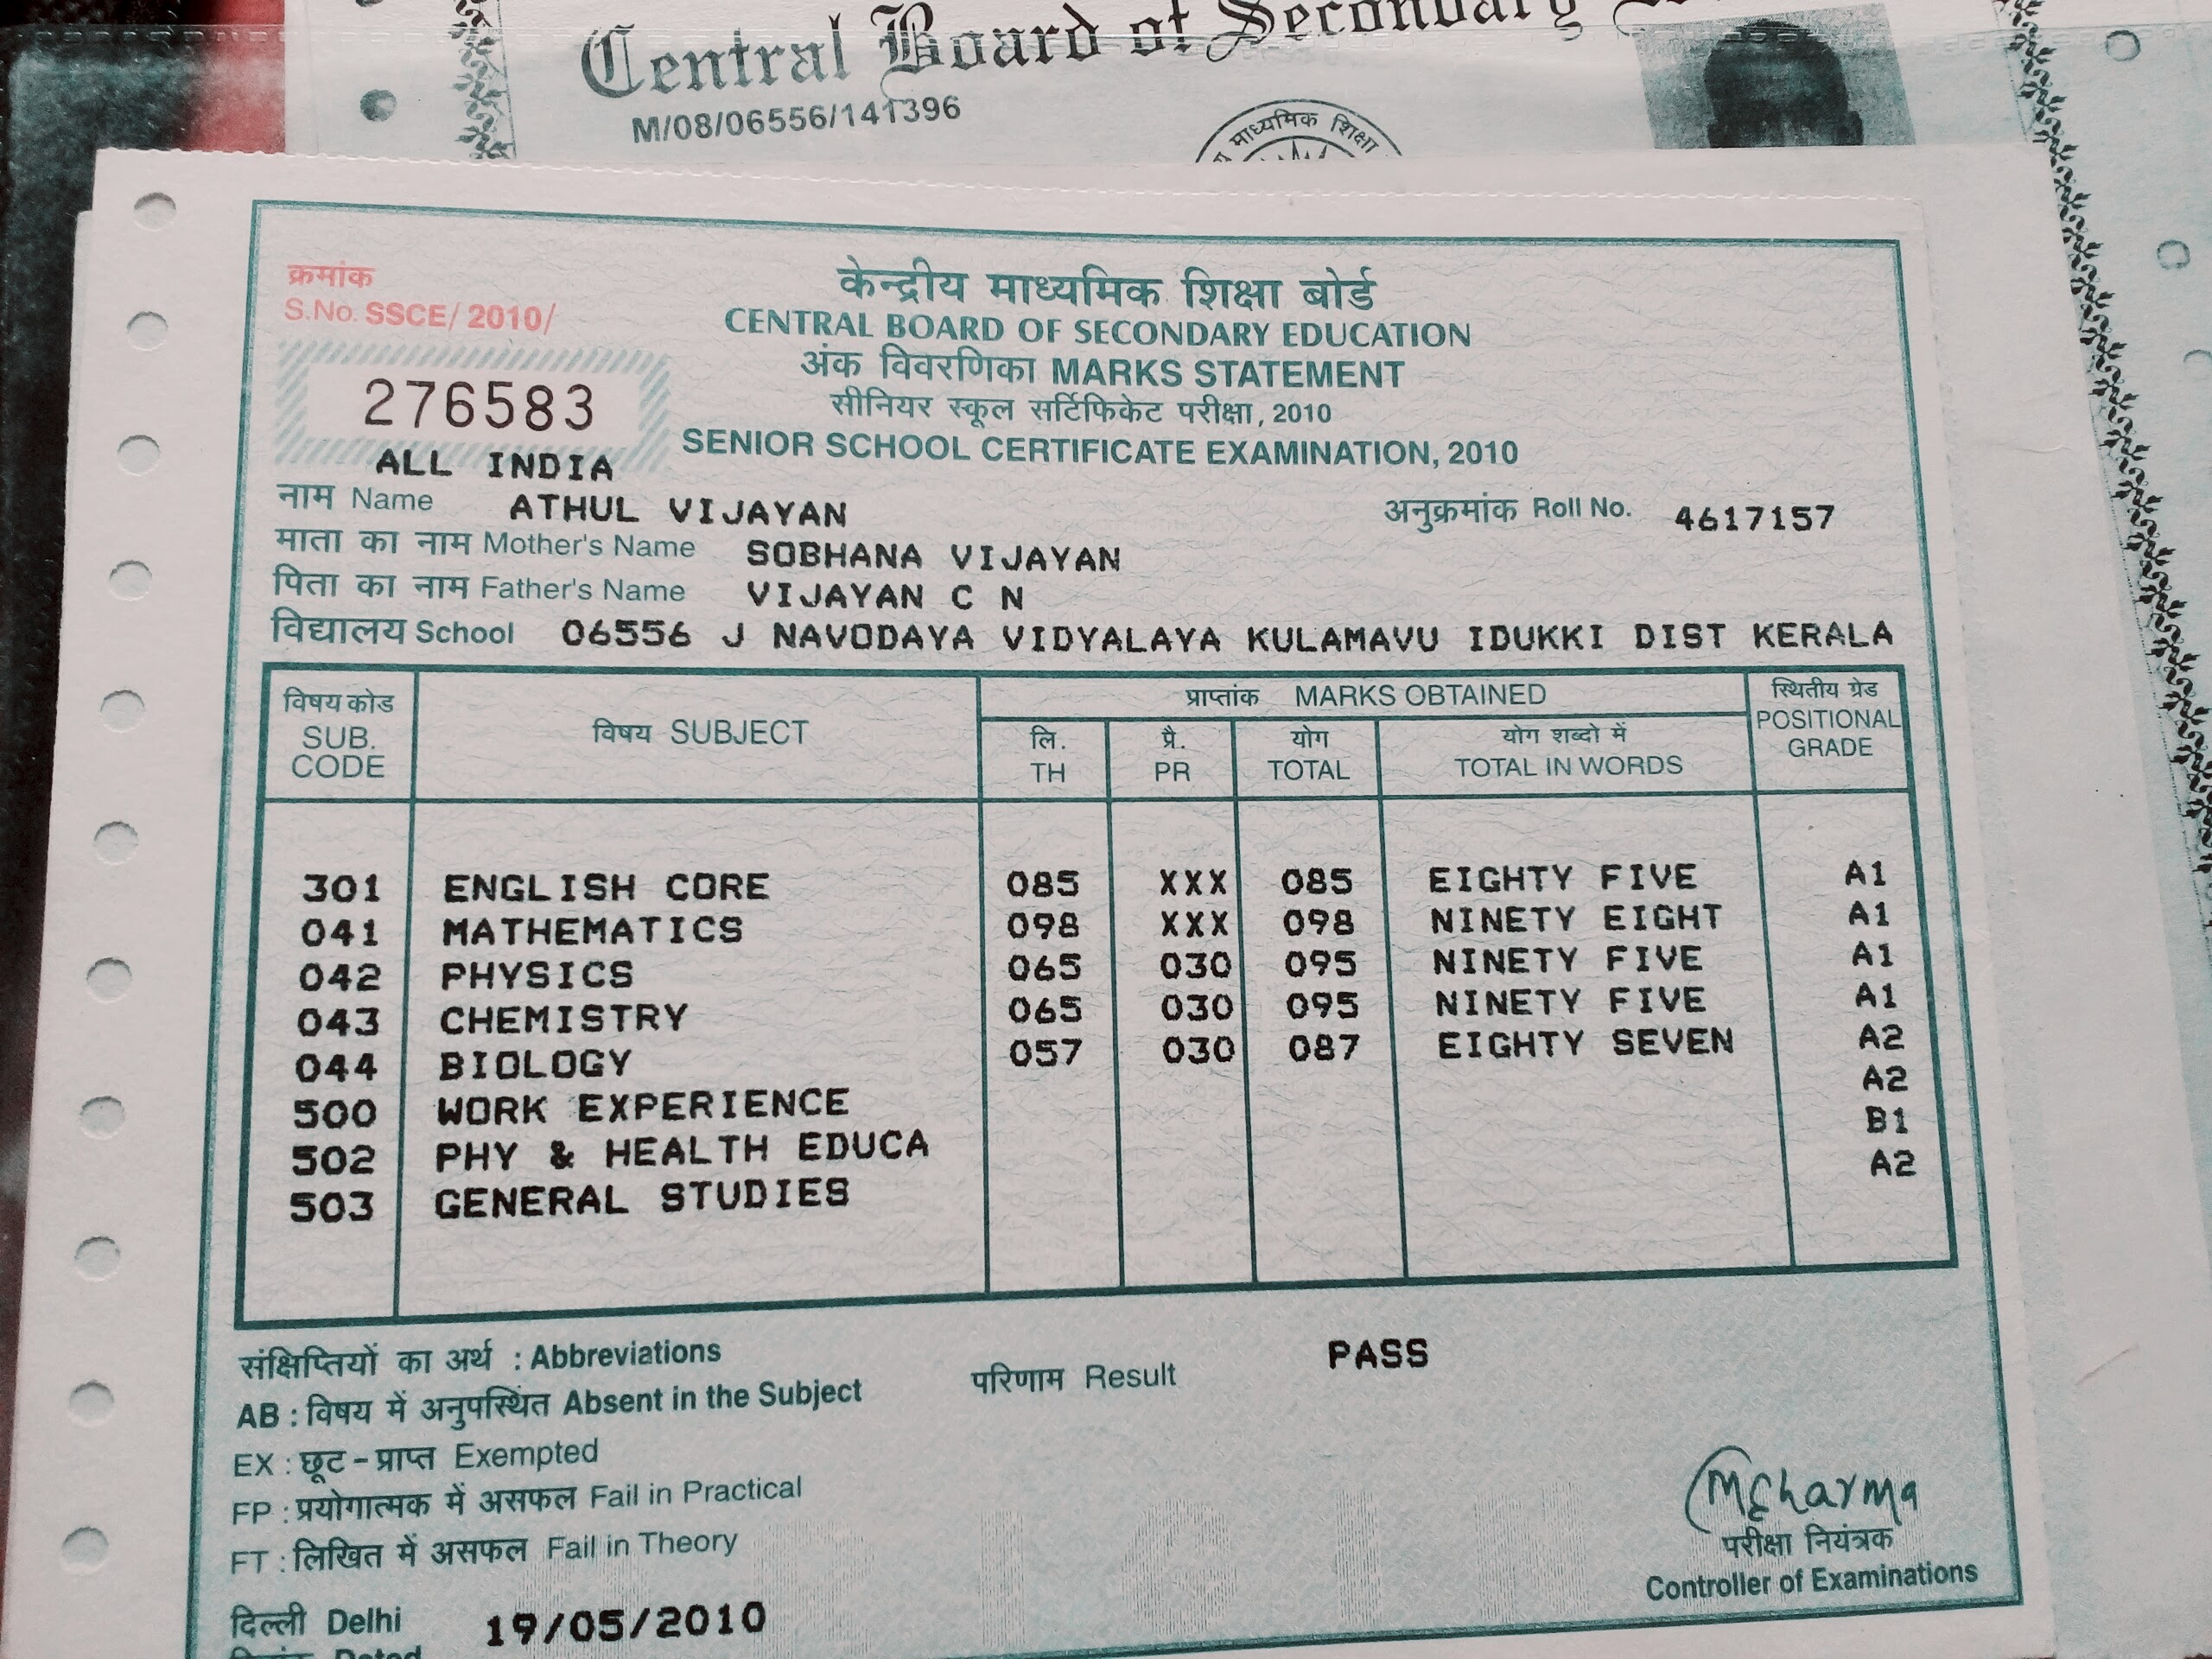 Central Board of Secondary
M/08/06556/141396
माध्यमिक शिक्षा
क्रमांक
S.No. SSCE/ 2010/
276583
ALL INDIA
केन्द्रीय माध्यमिक शिक्षा बोर्ड
CENTRAL BOARD OF SECONDARY EDUCATION
अंक विवरणिका MARKS STATEMENT
सीनियर स्कूल सर्टिफिकेट परीक्षा, 2010
SENIOR SCHOOL CERTIFICATE EXAMINATION, 2010
नाम Name ATHUL VIJAYAN अनुक्रमांक Roll No. 4617157
माता का नाम Mother's Name SOBHANA VIJAYAN
पिता का नाम Father's Name VIJAYAN C N
विद्यालय School 06556 J NAVODAYA VIDYALAYA KULAMAVU IDUKKI DIST KERALA
विषय कोड SUB. CODE विषय SUBJECT प्राप्तांक MARKS OBTAINED स्थितीय ग्रेड POSITIONAL GRADE
लि. TH प्रै. PR योग TOTAL योग शब्दो में TOTAL IN WORDS
301 ENGLISH CORE 085 XXX 085 EIGHTY FIVE A1
041 MATHEMATICS 098 XXX 098 NINETY EIGHT A1
042 PHYSICS 065 030 095 NINETY FIVE A1
043 CHEMISTRY 065 030 095 NINETY FIVE A1
044 BIOLOGY 057 030 087 EIGHTY SEVEN A2
500 WORK EXPERIENCE A2
502 PHY & HEALTH EDUCA B1
503 GENERAL STUDIES A2
संक्षिप्तियों का अर्थ : Abbreviations
परिणाम Result PASS
AB : विषय में अनुपस्थित Absent in the Subject
EX : छूट - प्राप्त Exempted
FP : प्रयोगात्मक में असफल Fail in Practical
FT : लिखित में असफल Fail in Theory
MSharma
परीक्षा नियंत्रक
Controller of Examinations
दिल्ली Delhi 19/05/2010
Dated